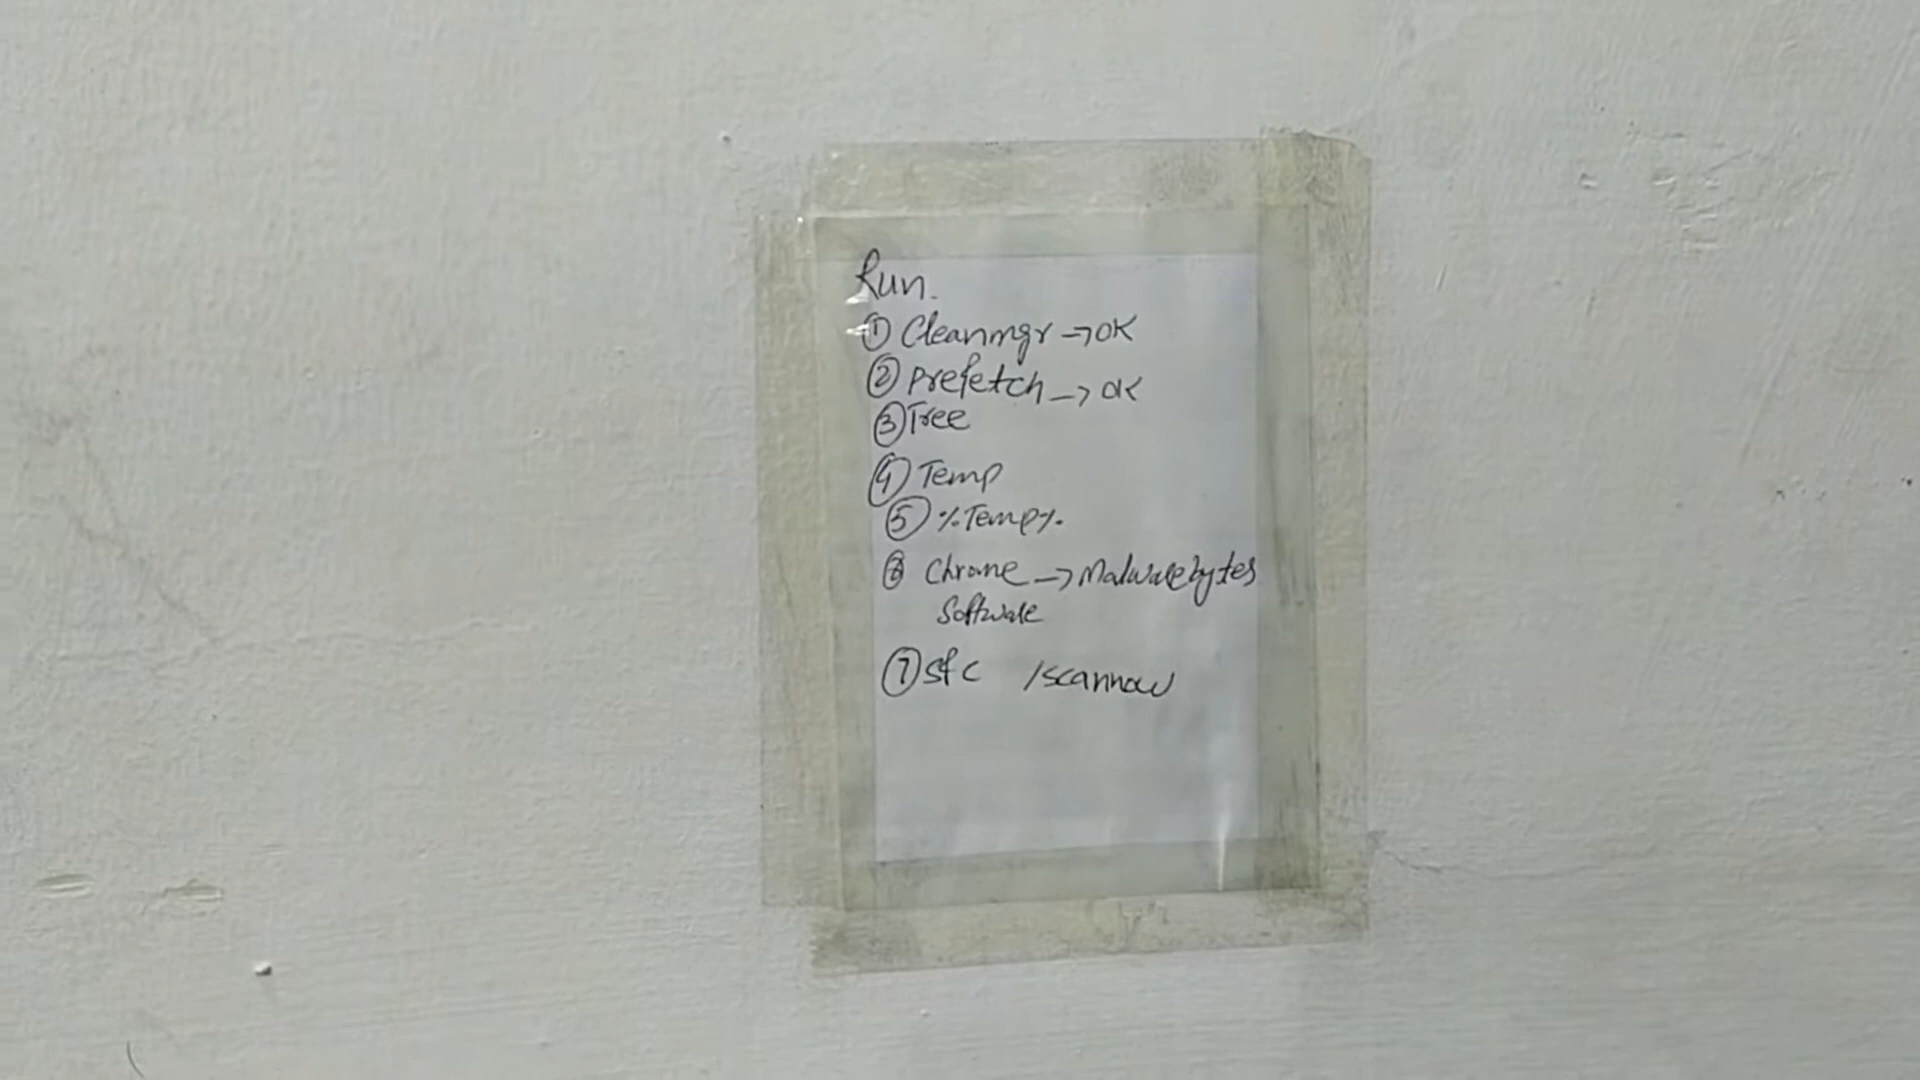 Run.
① Cleanmgr → OK
② Prefetch → OK
③ Tree
④ Temp
⑤ %Temp%
⑥ Chrome → Malwarebytes
Software
⑦ sfc /scannow